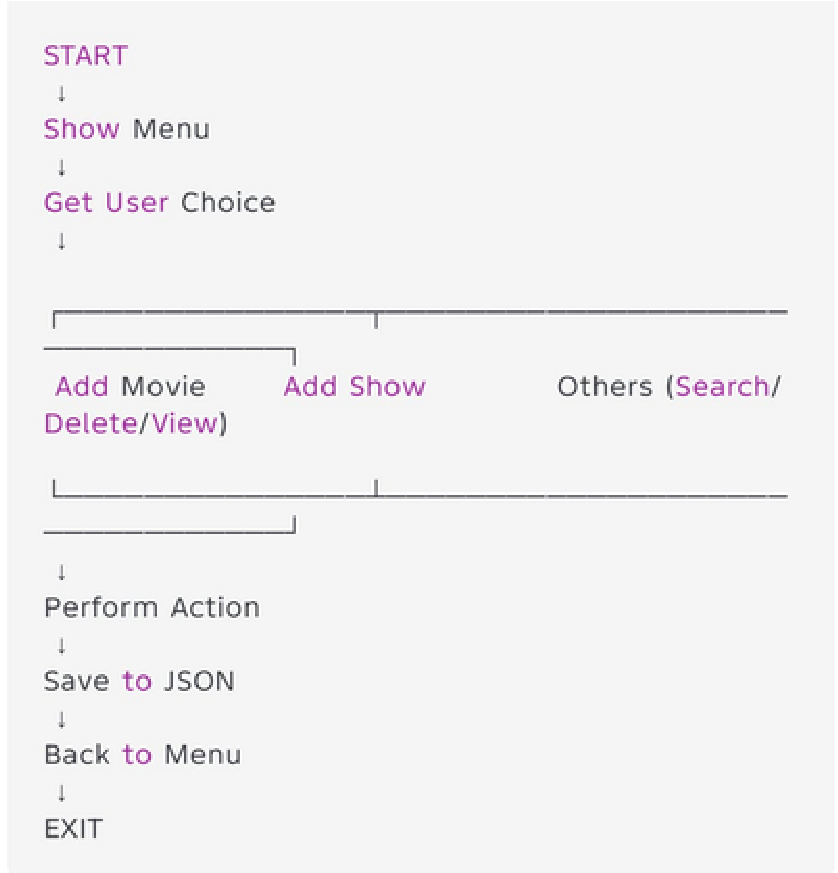 START
↓
Show Menu
↓
Get User Choice
↓
┌───────────────┬─────────────────
──────────┐
Add Movie Add Show Others (Search/
Delete/View)
└───────────────┴─────────────────
──────────┘
↓
Perform Action
↓
Save to JSON
↓
Back to Menu
↓
EXIT